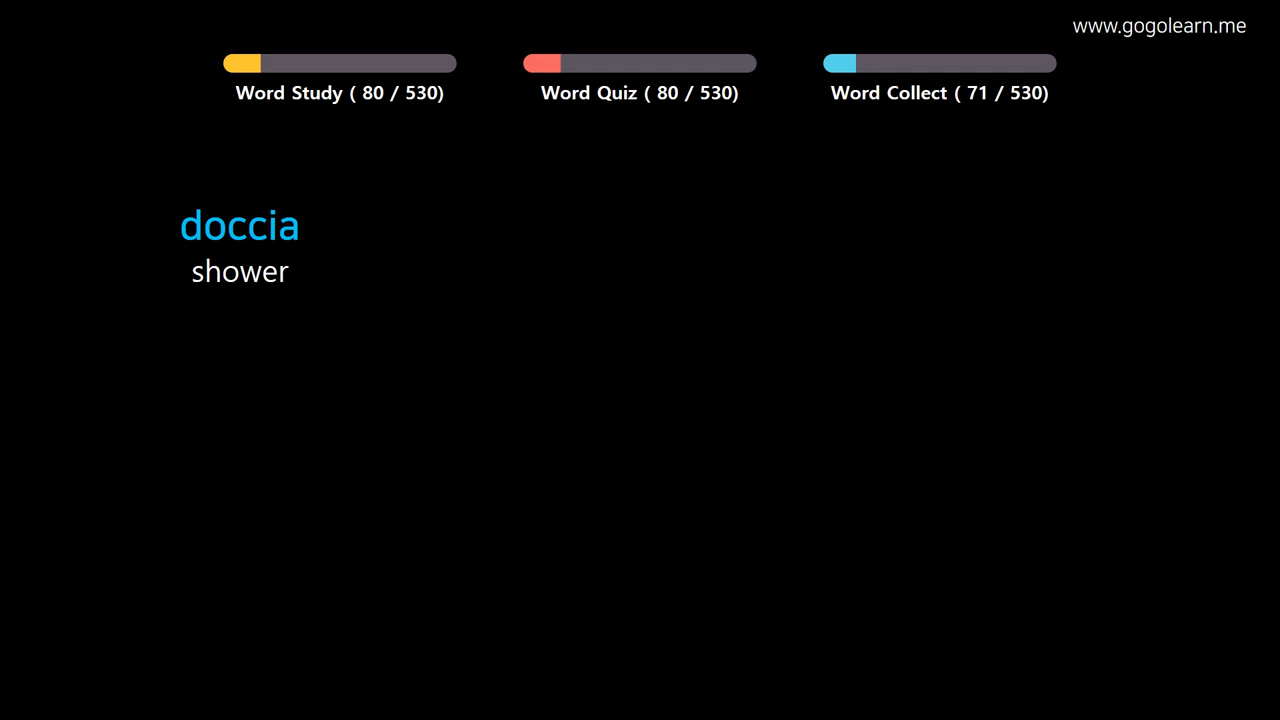 www.gogolearn.me
Word Study ( 80 / 530)
Word Quiz ( 80 / 530)
Word Collect ( 71 / 530)
doccia
shower